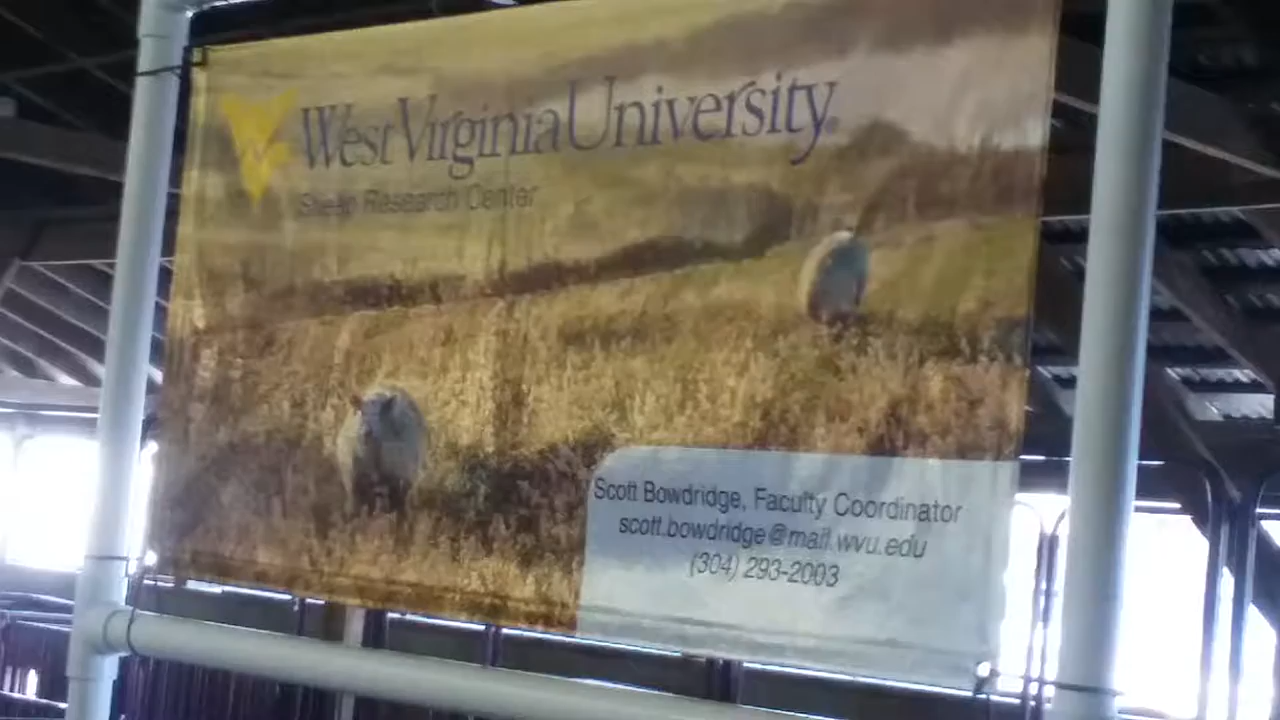 West Virginia University
Sheep Research Center
Scott Bowdridge, Faculty Coordinator
scott.bowdridge@mail.wvu.edu
(304) 293-2003